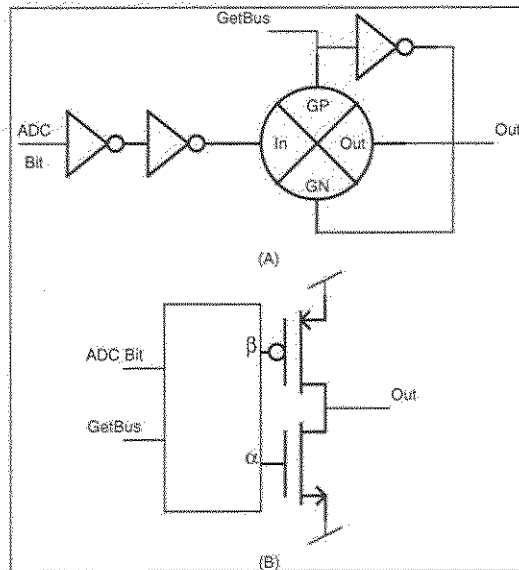 GetBus
GP
ADC
Bit
In
Out
Out
GN
(A)
ADC Bit
β
GetBus
Out
α
(B)